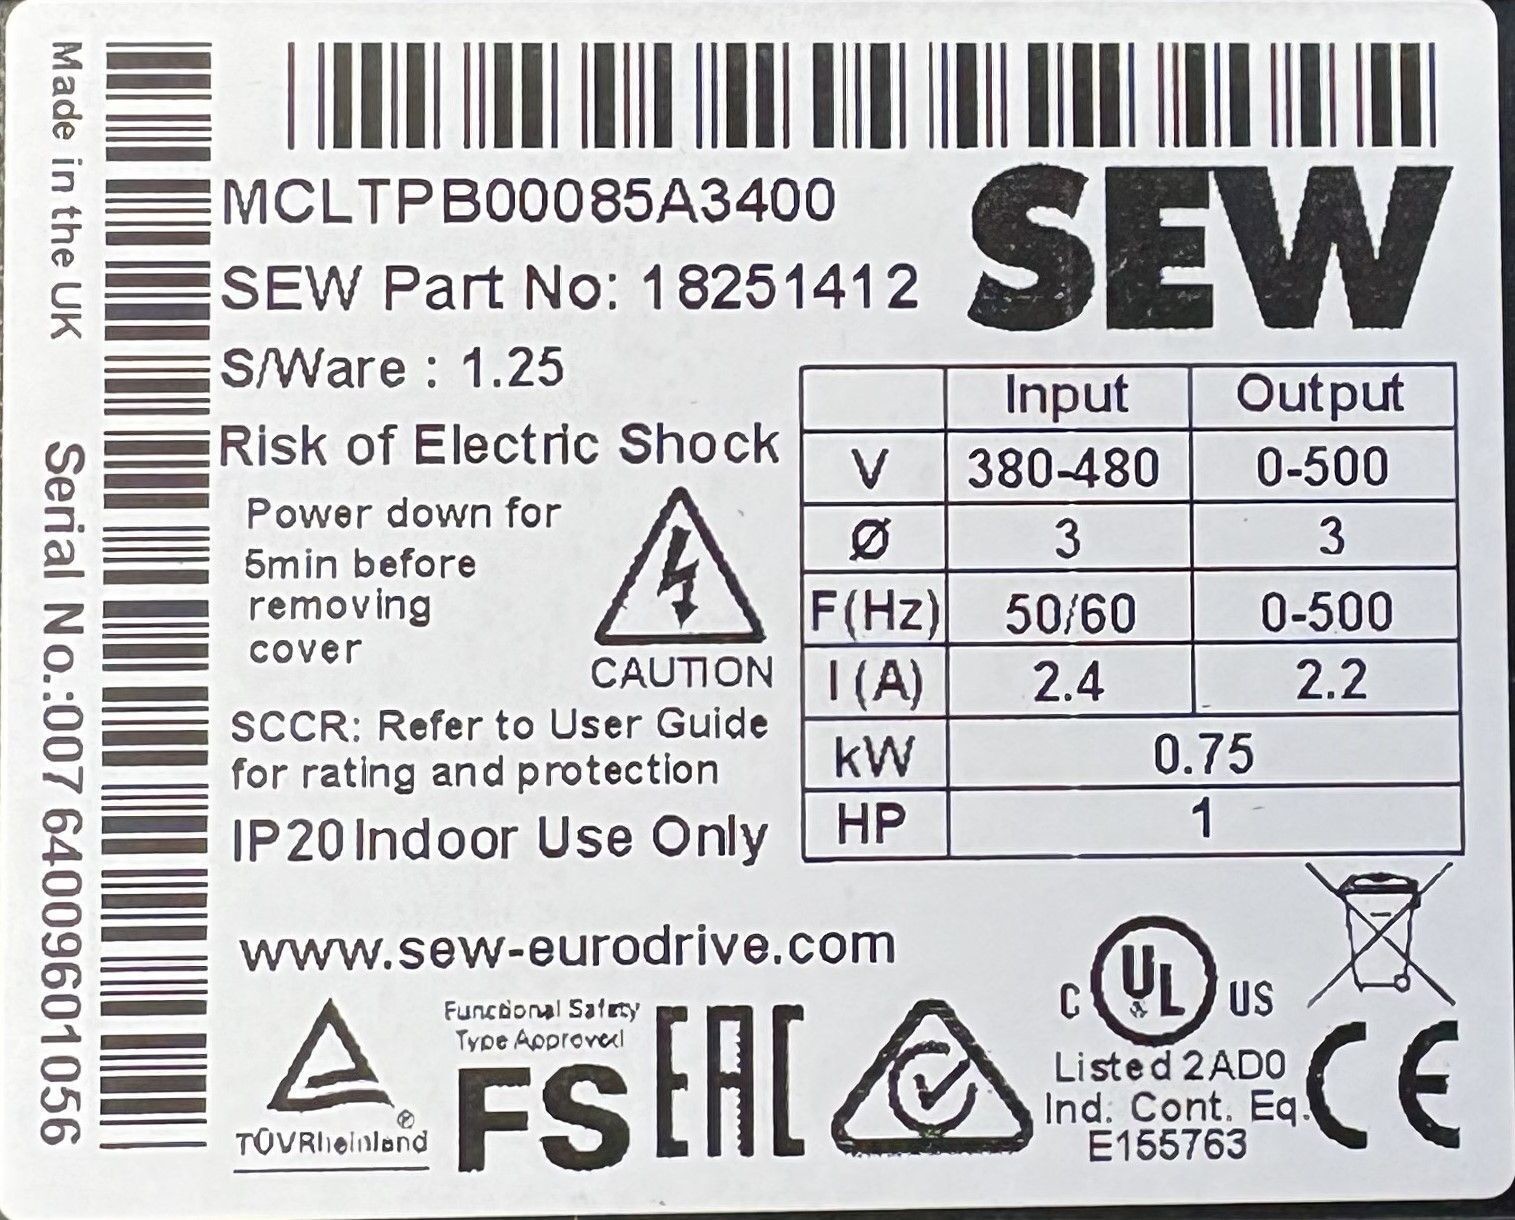 Made in the UK
Serial No.:007 64009601056
MCLTPB00085A3400
SEW Part No: 18251412
SEW
S/Ware : 1.25
Risk of Electric Shock
Power down for
5min before
removing
cover
CAUTION
SCCR: Refer to User Guide
for rating and protection
IP20 Indoor Use Only
Input Output
V 380-480 0-500
Ø 3 3
F(Hz) 50/60 0-500
I (A) 2.4 2.2
kW 0.75
HP 1
www.sew-eurodrive.com
TÜVRheinland ®
Functional Safety
Type Approved
FS
EAC
C UL US
Listed 2AD0
Ind. Cont. Eq.
E155763
CE